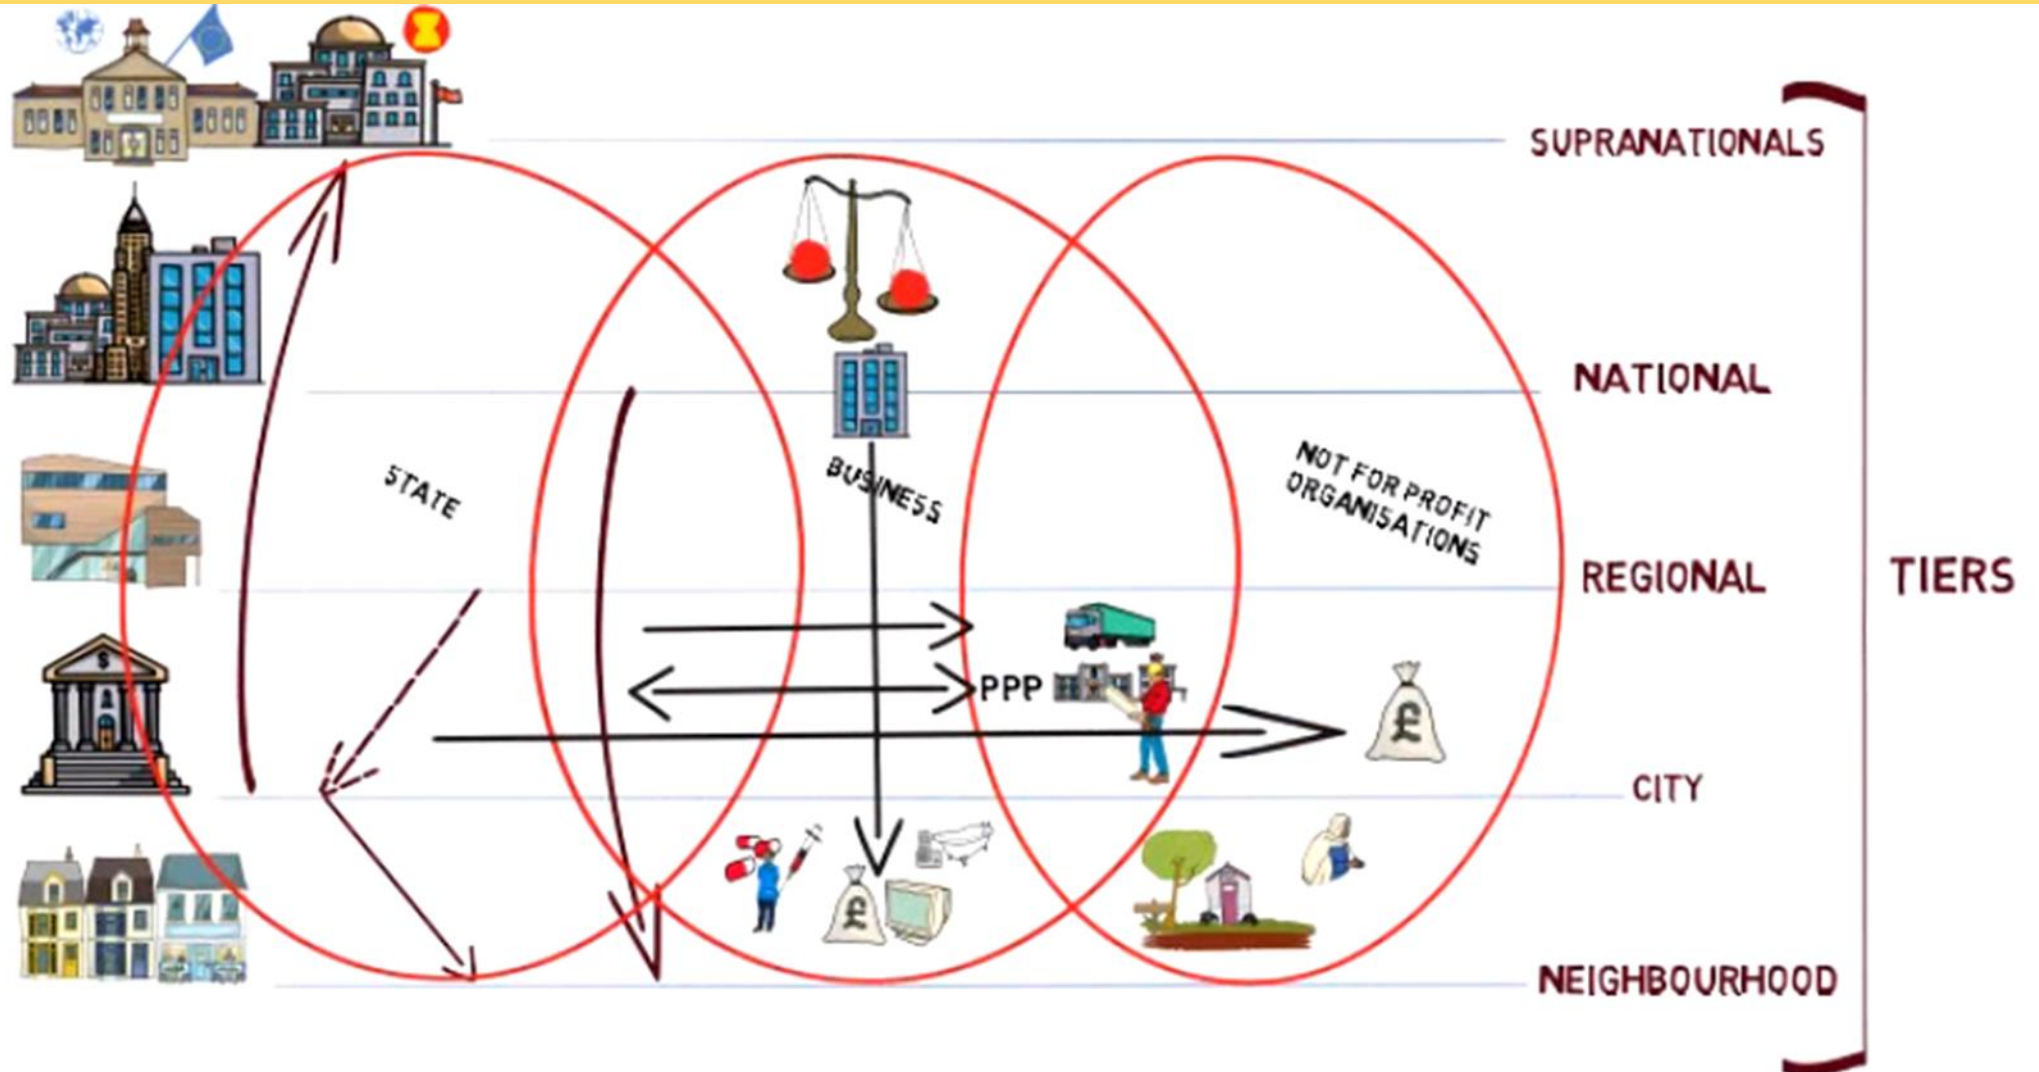 SUPRANATIONALS
NATIONAL
STATE
BUSINESS
NOT FOR PROFIT
ORGANISATIONS
REGIONAL
TIERS
$
PPP
£
CITY
£
NEIGHBOURHOOD